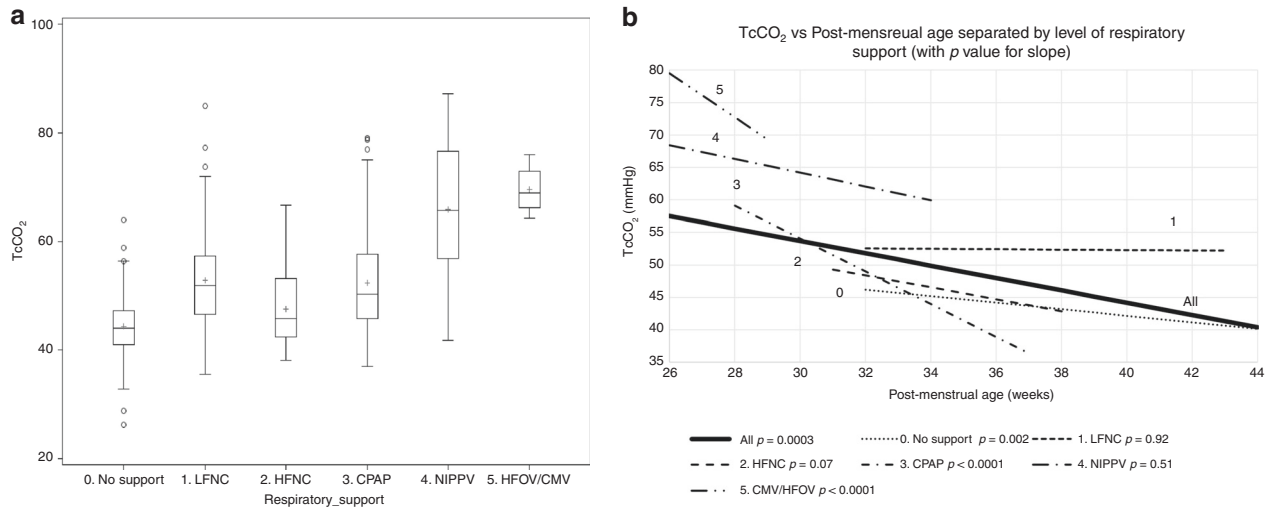 a
100
80
60
40
20
TcCO2
0. No support
1. LFNC
2. HFNC
3. CPAP
4. NIPPV
5. HFOV/CMV
Respiratory_support
b
TcCO2 vs Post-mensreual age separated by level of respiratory
support (with p value for slope)
80
75
70
65
60
55
50
45
40
35
TcCO2 (mmHg)
5
4
3
2
1
0
All
26
28
30
32
34
36
38
40
42
44
Post-menstrual age (weeks)
All p = 0.0003
0. No support p = 0.002
1. LFNC p = 0.92
2. HFNC p = 0.07
3. CPAP p < 0.0001
4. NIPPV p = 0.51
5. CMV/HFOV p < 0.0001